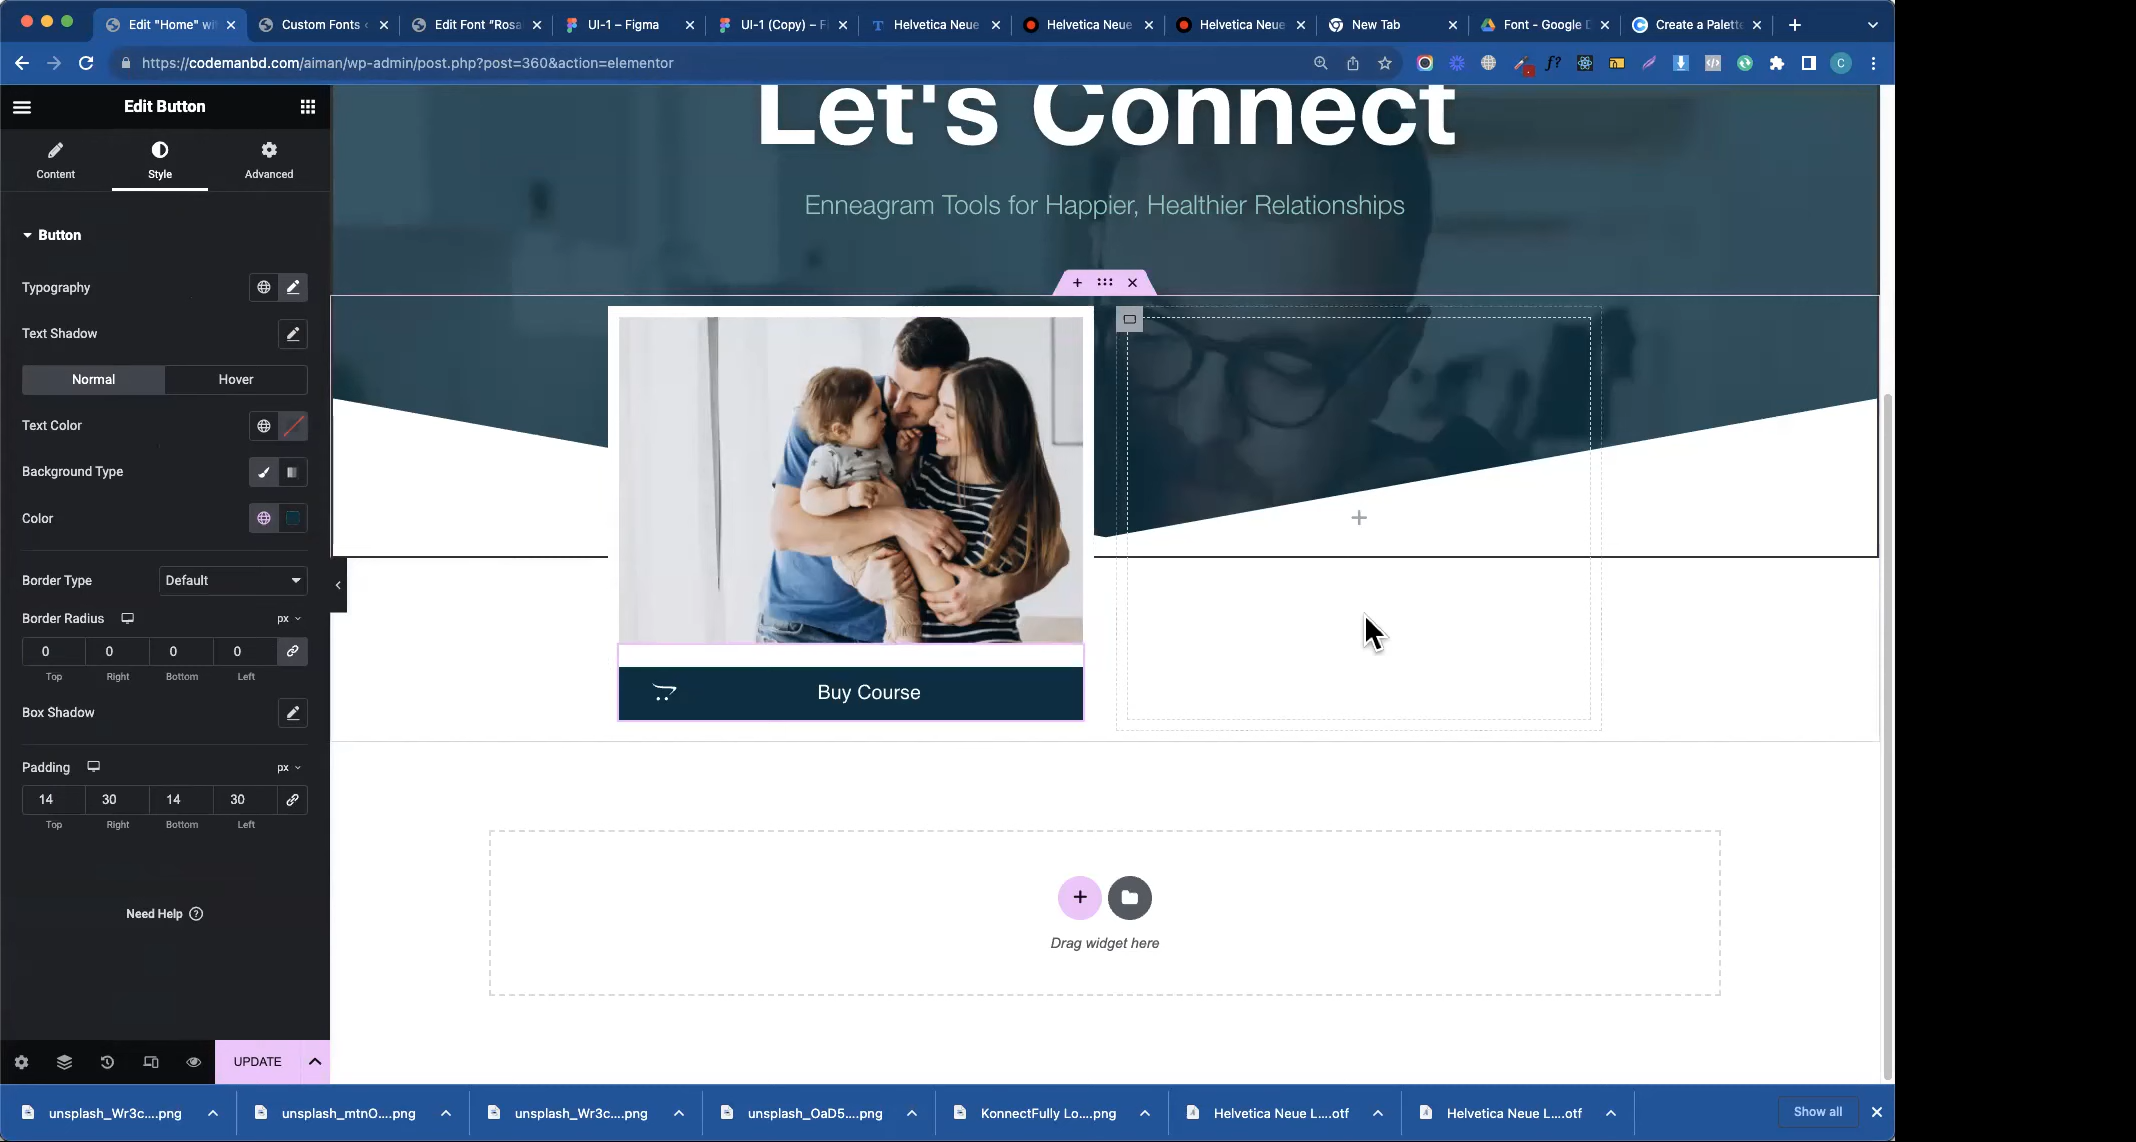 Edit "Home" wi
Custom Fonts
Edit Font "Rosa
UI-1 – Figma
UI-1 (Copy) – F
Helvetica Neue
Helvetica Neue
Helvetica Neue
New Tab
Font - Google D
Create a Palett
https://codemanbd.com/aiman/wp-admin/post.php?post=360&action=elementor
Edit Button
Content
Style
Advanced
Button
Typography
Text Shadow
Normal
Hover
Text Color
Background Type
Color
Border Type
Default
Border Radius
px
0 0 0 0
Top Right Bottom Left
Box Shadow
Padding
px
14 30 14 30
Top Right Bottom Left
Need Help
UPDATE
Let's Connect
Enneagram Tools for Happier, Healthier Relationships
Buy Course
Drag widget here
unsplash_Wr3c....png
unsplash_mtnO....png
unsplash_Wr3c....png
unsplash_OaD5....png
KonnectFully Lo....png
Helvetica Neue L....otf
Helvetica Neue L....otf
Show all